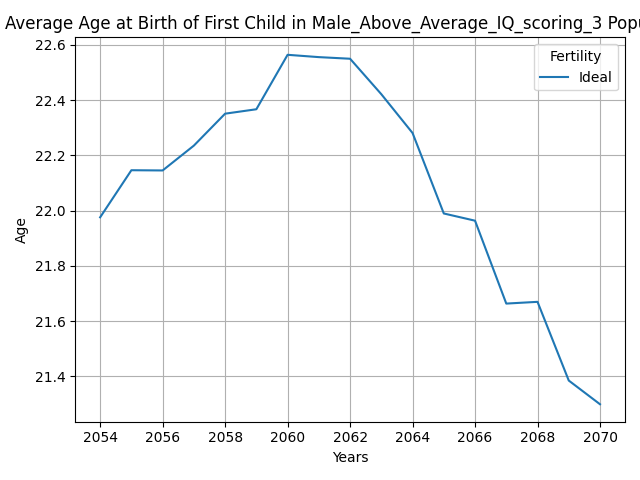 Average Age at Birth of First Child in Male_Above_Average_IQ_scoring_3 Popu
22.6
22.4
22.2
22.0
21.8
21.6
21.4
Age
Fertility
Ideal
2054 2056 2058 2060 2062 2064 2066 2068 2070
Years